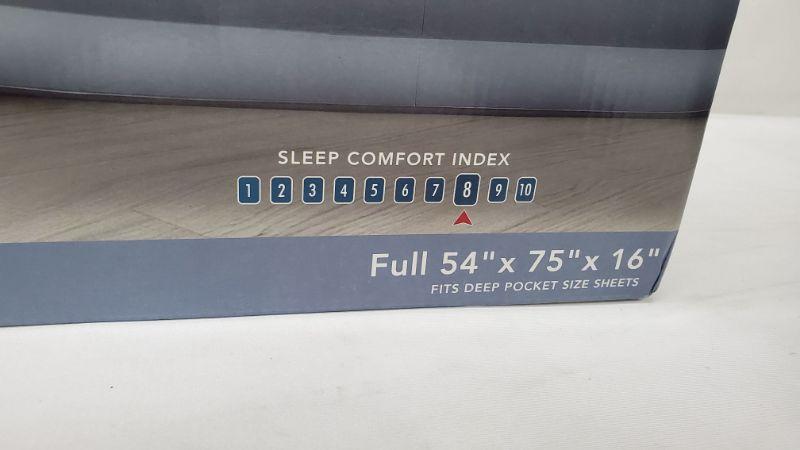 SLEEP COMFORT INDEX
1 2 3 4 5 6 7 8 9 10
Full 54" x 75" x 16"
FITS DEEP POCKET SIZE SHEETS